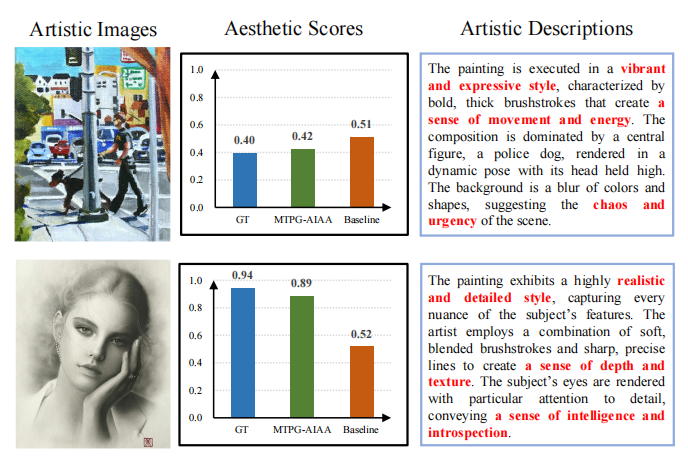 Artistic Images
Aesthetic Scores
Artistic Descriptions
1.0
0.8
0.6
0.4
0.2
0.0
0.40
0.42
0.51
GT
MTPG-AIAA
Baseline
The painting is executed in a vibrant
and expressive style, characterized by
bold, thick brushstrokes that create a
sense of movement and energy. The
composition is dominated by a central
figure, a police dog, rendered in a
dynamic pose with its head held high.
The background is a blur of colors and
shapes, suggesting the chaos and
urgency of the scene.
1.0
0.8
0.6
0.4
0.2
0.0
0.94
0.89
0.52
GT
MTPG-AIAA
Baseline
The painting exhibits a highly realistic
and detailed style, capturing every
nuance of the subject's features. The
artist employs a combination of soft,
blended brushstrokes and sharp, precise
lines to create a sense of depth and
texture. The subject's eyes are rendered
with particular attention to detail,
conveying a sense of intelligence and
introspection.